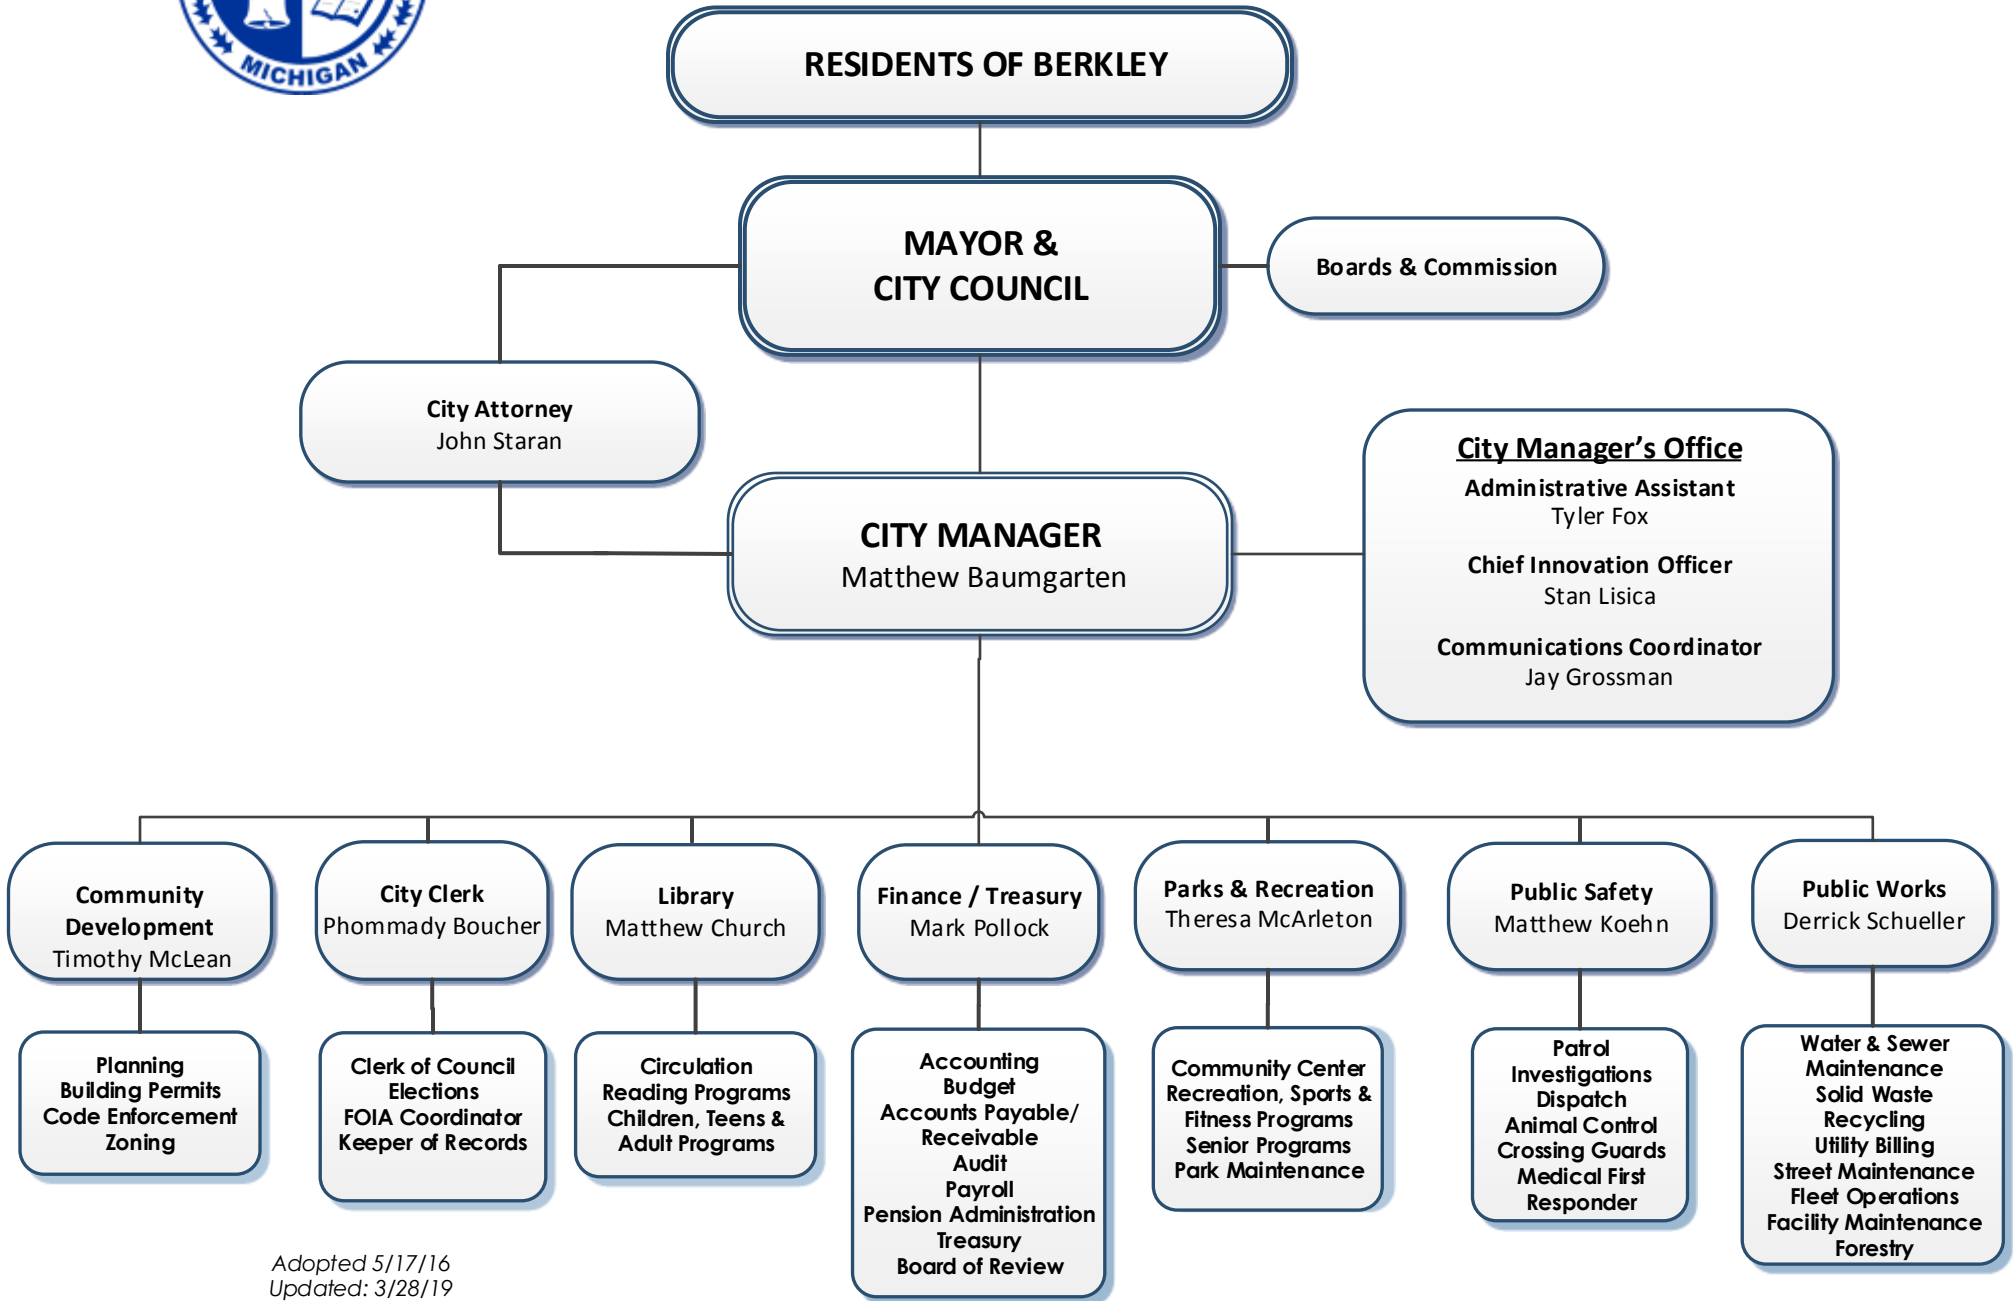 MICHIGAN
RESIDENTS OF BERKLEY
MAYOR &
CITY COUNCIL
Boards & Commission
City Attorney
John Staran
CITY MANAGER
Matthew Baumgarten
City Manager’s Office
Administrative Assistant
Tyler Fox
Chief Innovation Officer
Stan Lisica
Communications Coordinator
Jay Grossman
Community
Development
Timothy McLean
City Clerk
Phommady Boucher
Library
Matthew Church
Finance / Treasury
Mark Pollock
Parks & Recreation
Theresa McArleton
Public Safety
Matthew Koehn
Public Works
Derrick Schueller
Planning
Building Permits
Code Enforcement
Zoning
Clerk of Council
Elections
FOIA Coordinator
Keeper of Records
Circulation
Reading Programs
Children, Teens &
Adult Programs
Accounting
Budget
Accounts Payable/
Receivable
Audit
Payroll
Pension Administration
Treasury
Board of Review
Community Center
Recreation, Sports &
Fitness Programs
Senior Programs
Park Maintenance
Patrol
Investigations
Dispatch
Animal Control
Crossing Guards
Medical First
Responder
Water & Sewer
Maintenance
Solid Waste
Recycling
Utility Billing
Street Maintenance
Fleet Operations
Facility Maintenance
Forestry
Adopted 5/17/16
Updated: 3/28/19